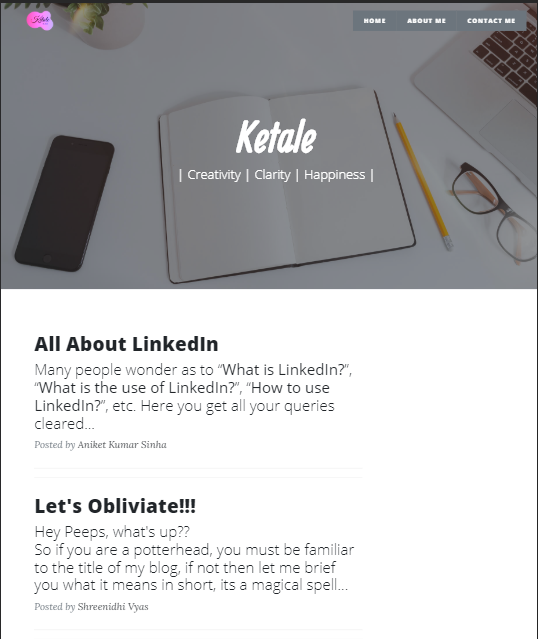 Ketale
HOME ABOUT ME CONTACT ME
Ketale
| Creativity | Clarity | Happiness |
All About LinkedIn
Many people wonder as to “What is LinkedIn?”,
“What is the use of LinkedIn?”, “How to use
LinkedIn?”, etc. Here you get all your queries
cleared...
Posted by Aniket Kumar Sinha
Let's Obliviate!!!
Hey Peeps, what's up??
So if you are a potterhead, you must be familiar
to the title of my blog, if not then let me brief
you what it means in short, its a magical spell...
Posted by Shreenidhi Vyas